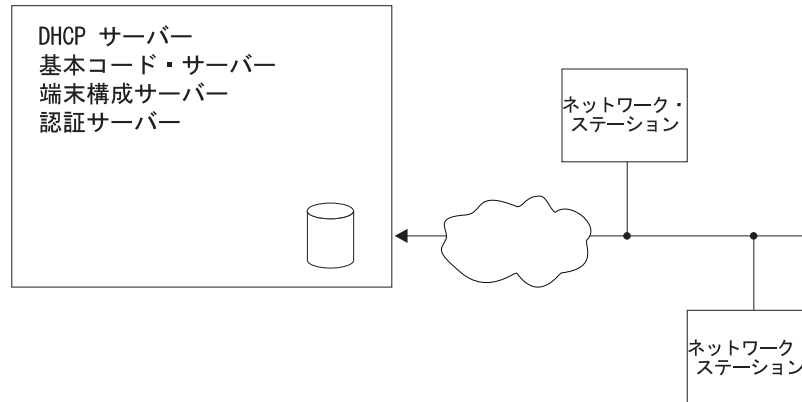 DHCP サーバー
基本コード・サーバー
端末構成サーバー
認証サーバー
ネットワーク・
ステーション
ネットワーク
ステーション